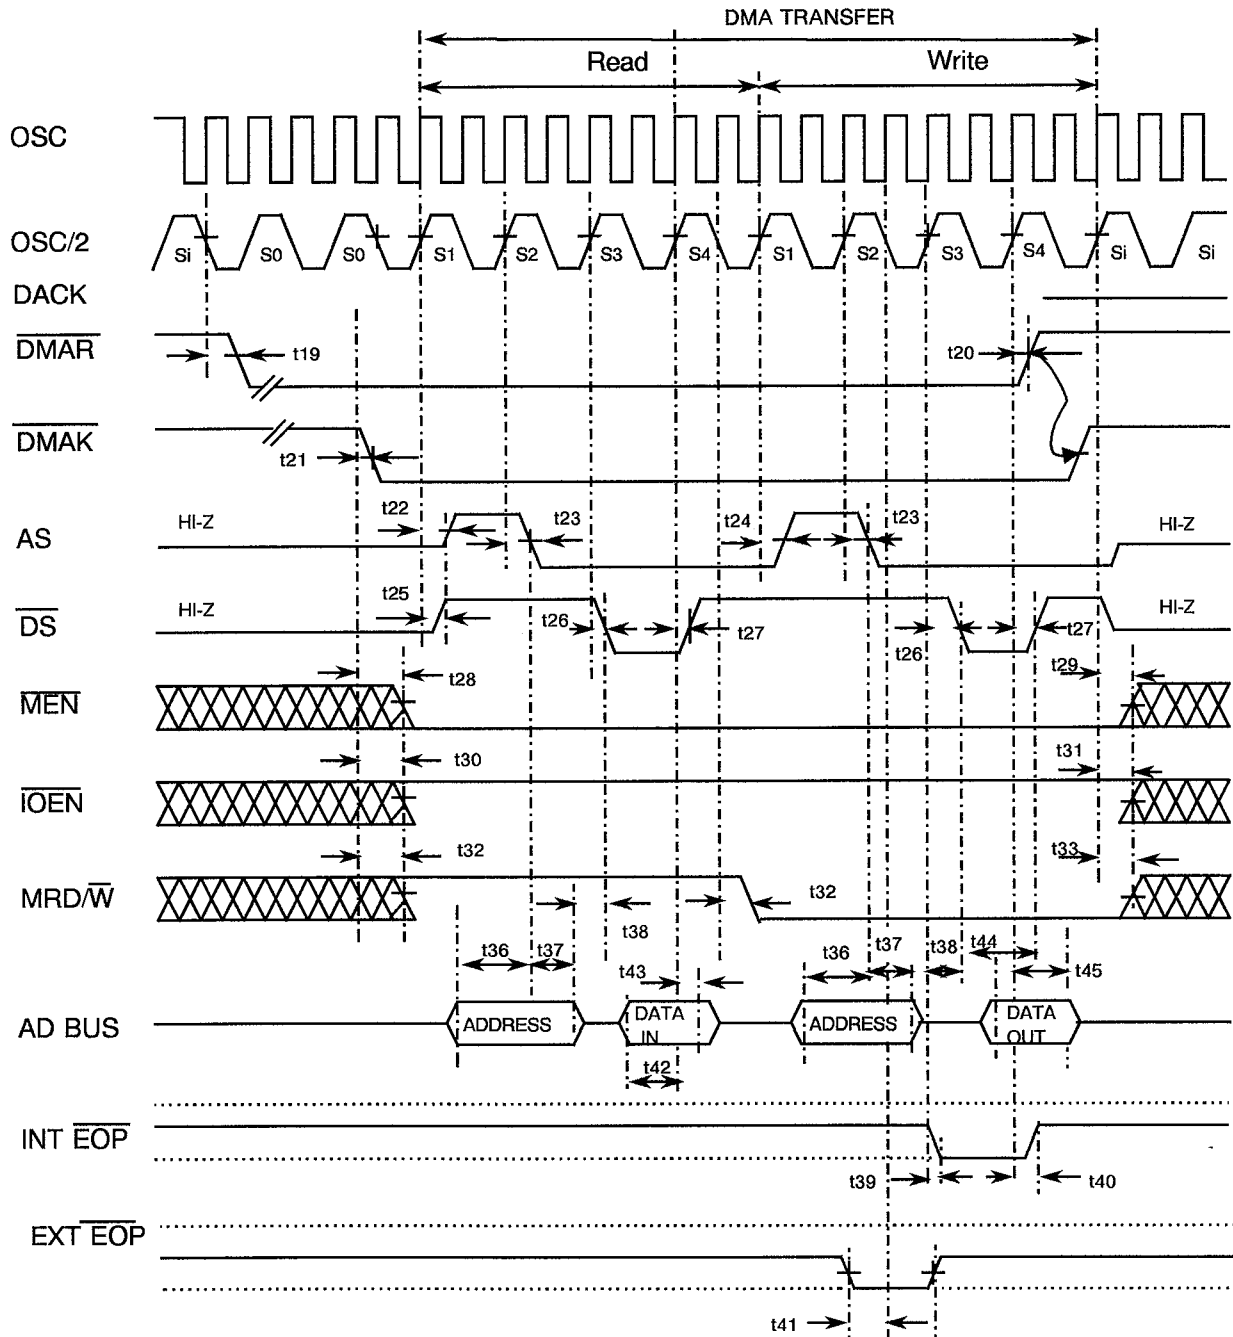 DMA TRANSFER
Read Write
OSC
OSC/2 Si S0 S0 S1 S2 S3 S4 S1 S2 S3 S4 Si Si
DACK
DMAR t19 t20
DMAK
t21
t22 t23 t24 t23
AS HI-Z HI-Z
t25
DS HI-Z t26 t27 t26 t27 HI-Z
t28 t29
MEN
t30 t31
IOEN
t32 t33
MRD/W t32
t38
t36 t37 t43 t36 t37 t38 t44 t45
AD BUS ADDRESS DATA IN ADDRESS DATA OUT
t42
INT EOP
t39 t40
EXT EOP
t41